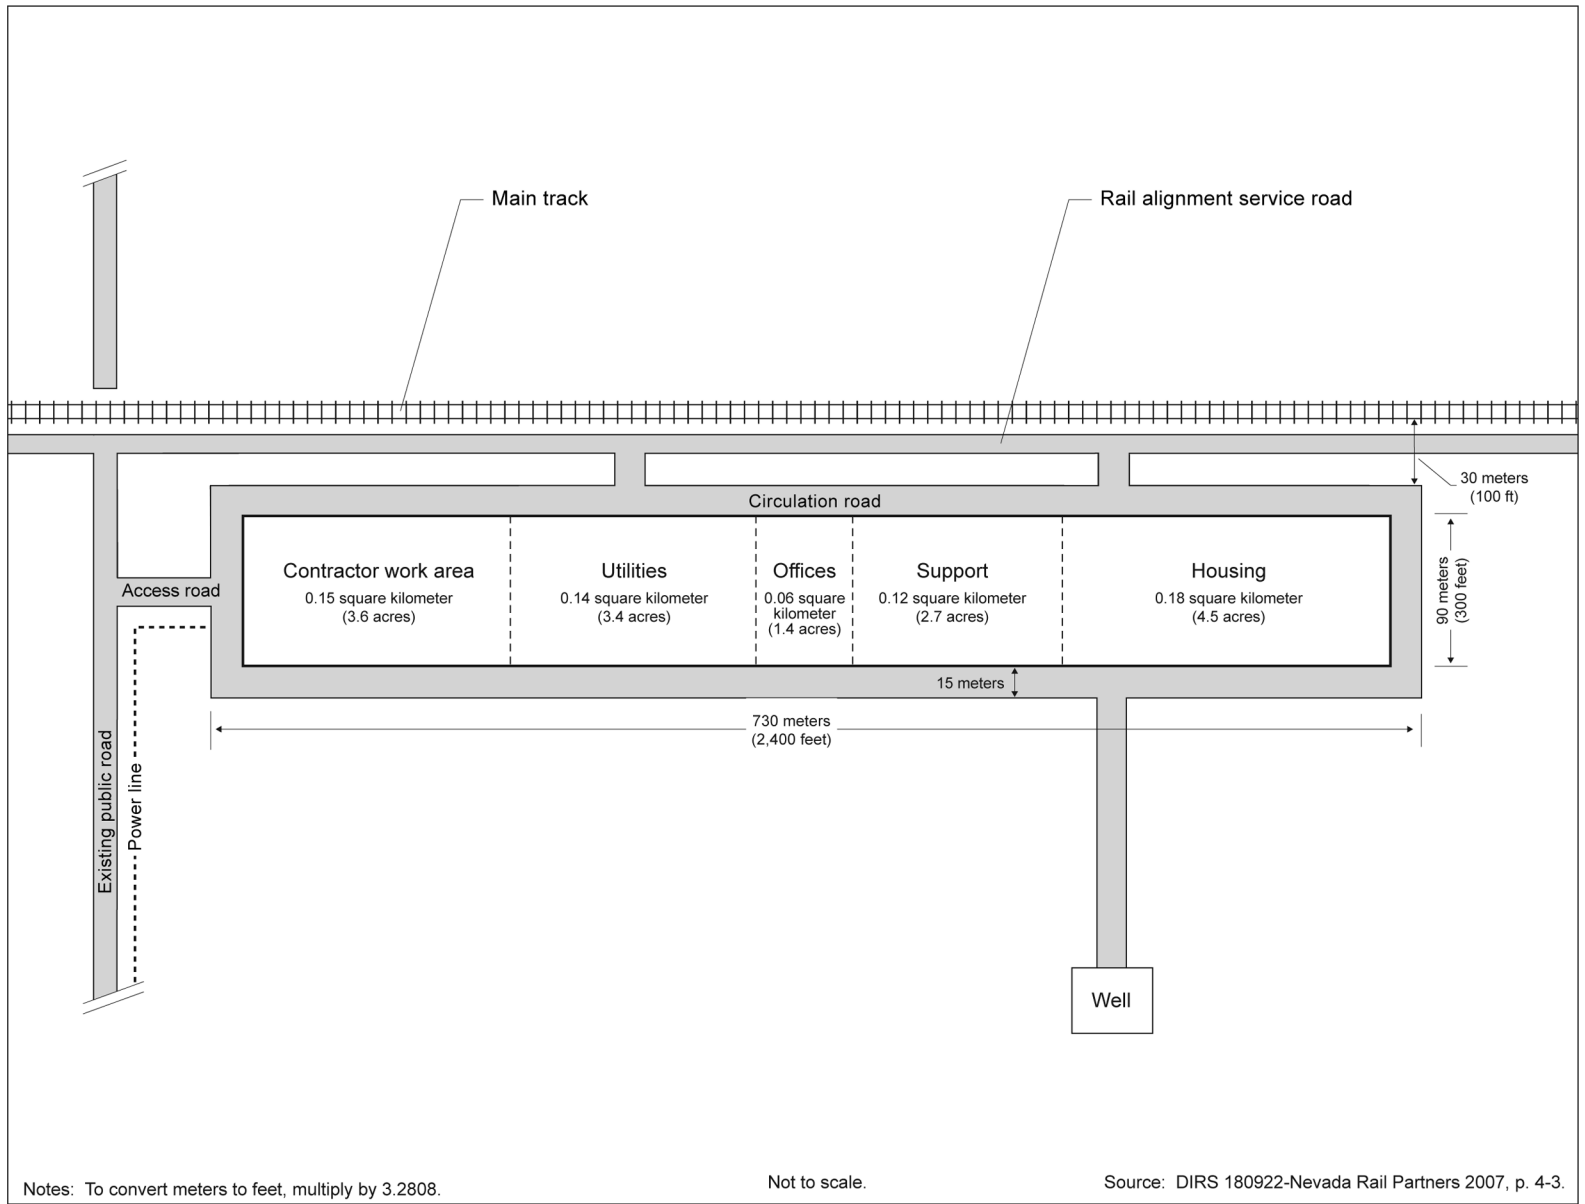 Main track
Rail alignment service road
30 meters
(100 ft)
Circulation road
Contractor work area
0.15 square kilometer
(3.6 acres)
Utilities
0.14 square kilometer
(3.4 acres)
Offices
0.06 square
kilometer
(1.4 acres)
Support
0.12 square kilometer
(2.7 acres)
Housing
0.18 square kilometer
(4.5 acres)
90 meters
(300 feet)
Access road
15 meters
730 meters
(2,400 feet)
Existing public road
Power line
Well
Notes: To convert meters to feet, multiply by 3.2808.
Not to scale.
Source: DIRS 180922-Nevada Rail Partners 2007, p. 4-3.